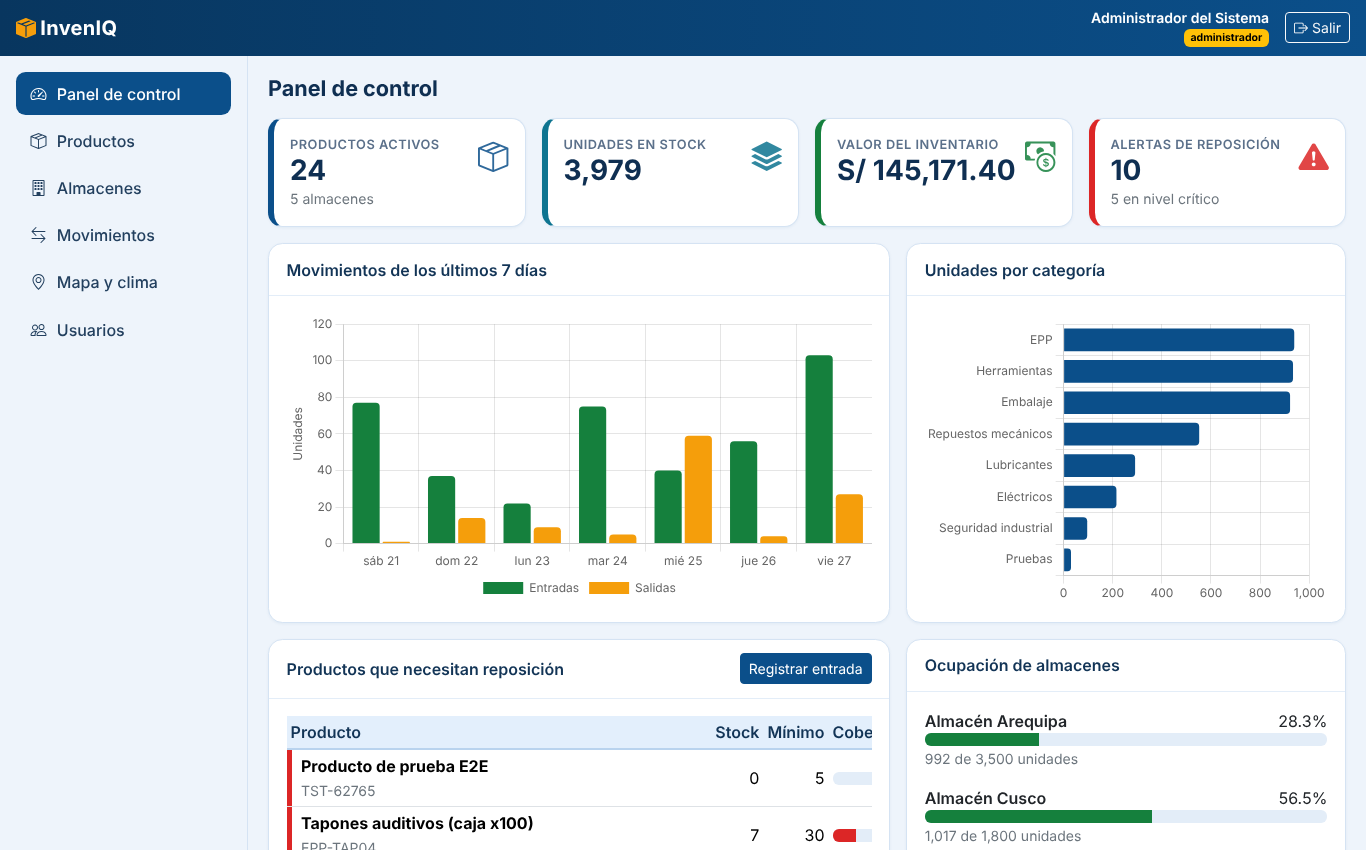 InvenIQ
Administrador del Sistema
administrador
Salir
Panel de control
Productos
Almacenes
Movimientos
Mapa y clima
Usuarios
Panel de control
PRODUCTOS ACTIVOS
24
5 almacenes
UNIDADES EN STOCK
3,979
VALOR DEL INVENTARIO
S/ 145,171.40
ALERTAS DE REPOSICIÓN
10
5 en nivel crítico
Movimientos de los últimos 7 días
Unidades
120
100
80
60
40
20
0
sáb 21 dom 22 lun 23 mar 24 mié 25 jue 26 vie 27
Entradas Salidas
Unidades por categoría
EPP
Herramientas
Embalaje
Repuestos mecánicos
Lubricantes
Eléctricos
Seguridad industrial
Pruebas
0 200 400 600 800 1,000
Productos que necesitan reposición
Registrar entrada
Producto Stock Mínimo Cobe
Producto de prueba E2E 0 5
TST-62765
Tapones auditivos (caja x100) 7 30
EPP-TAP04
Ocupación de almacenes
Almacén Arequipa 28.3%
992 de 3,500 unidades
Almacén Cusco 56.5%
1,017 de 1,800 unidades